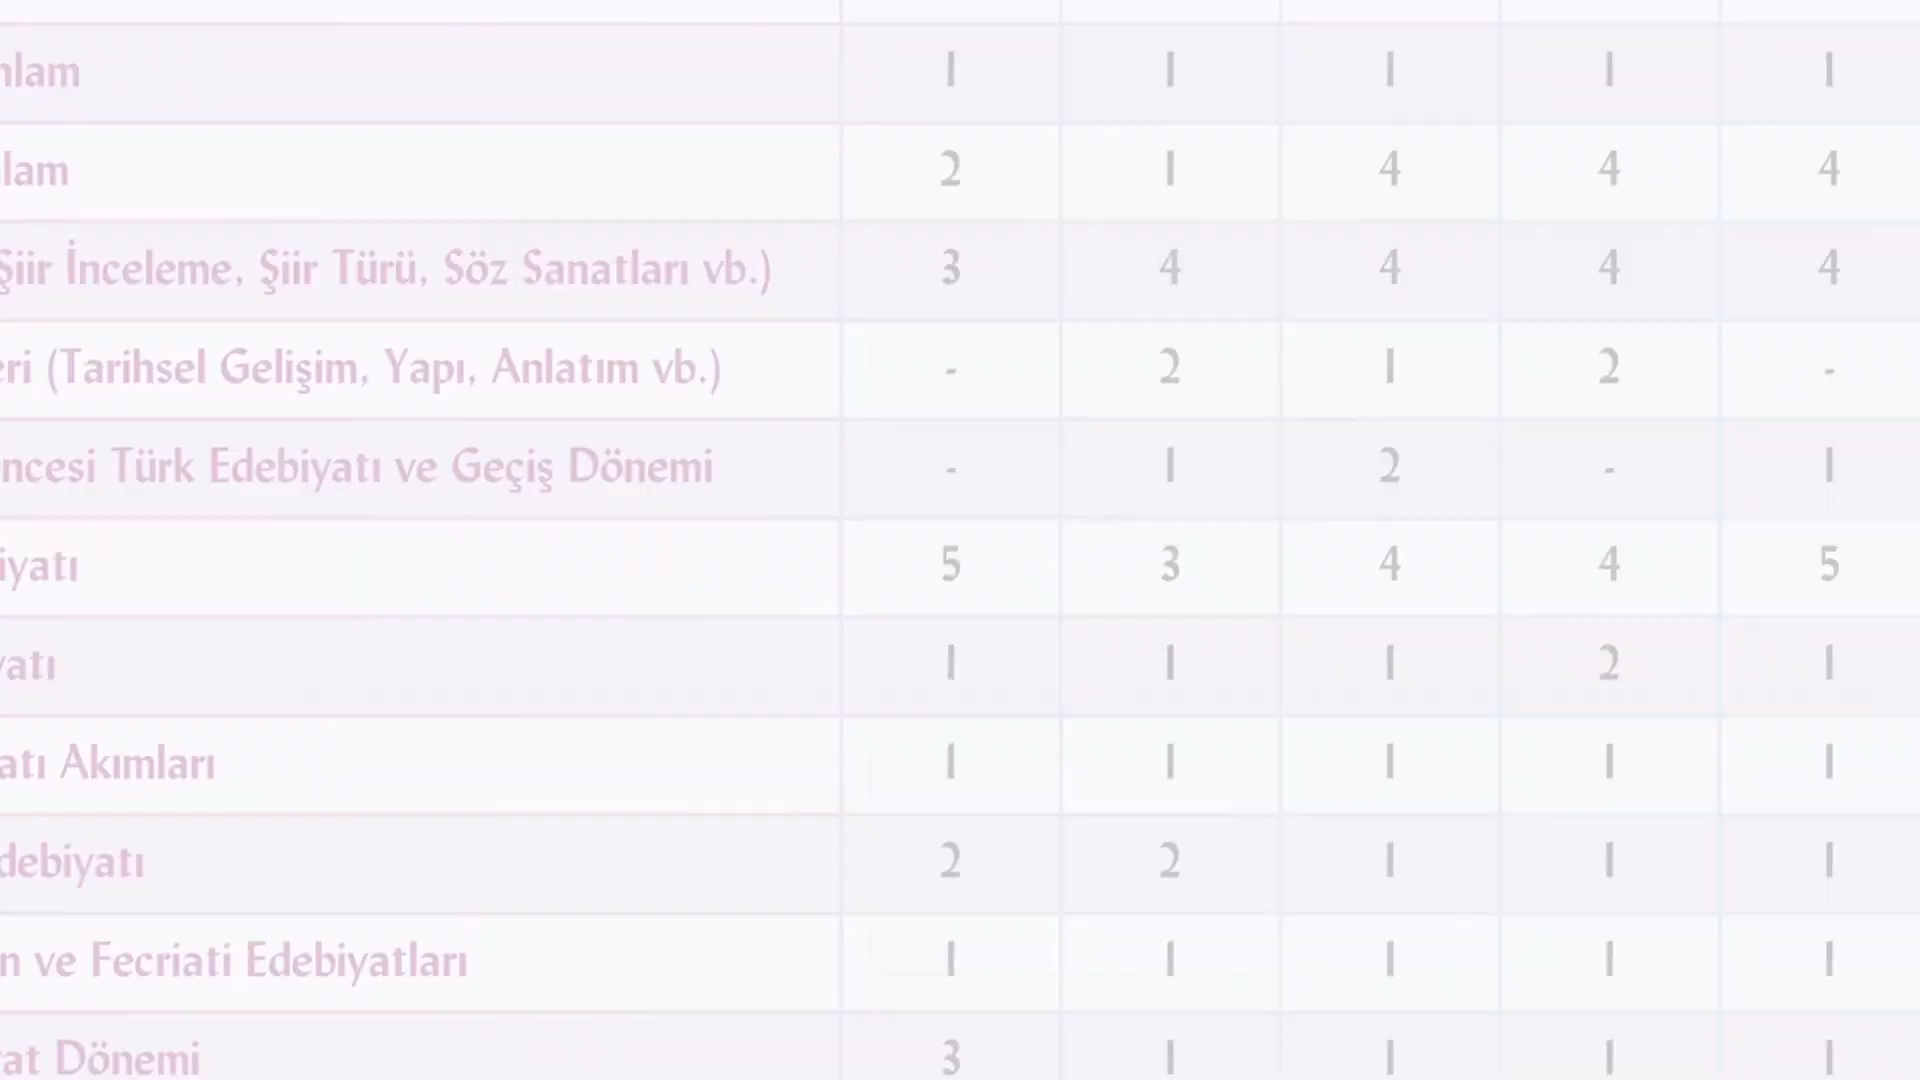 nlam 1 1 1 1 1
lam 2 1 4 4 4
Şiir İnceleme, Şiir Türü, Söz Sanatları vb.) 3 4 4 4 4
eri (Tarihsel Gelişim, Yapı, Anlatım vb.) - 2 1 2 -
ncesi Türk Edebiyatı ve Geçiş Dönemi - 1 2 - 1
iyatı 5 3 4 4 5
yatı 1 1 1 2 1
atı Akımları 1 1 1 1 1
debiyatı 2 2 1 1 1
n ve Fecriati Edebiyatları 1 1 1 1 1
at Dönemi 3 1 1 1 1